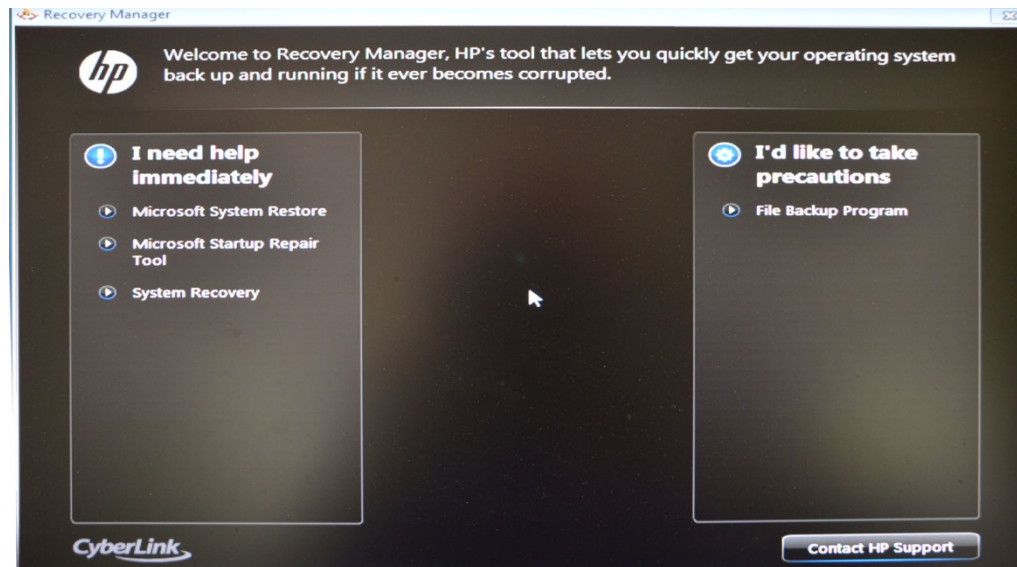 Recovery Manager
hp
Welcome to Recovery Manager, HP's tool that lets you quickly get your operating system
back up and running if it ever becomes corrupted.
I need help
immediately
Microsoft System Restore
Microsoft Startup Repair
Tool
System Recovery
I'd like to take
precautions
File Backup Program
CyberLink
Contact HP Support